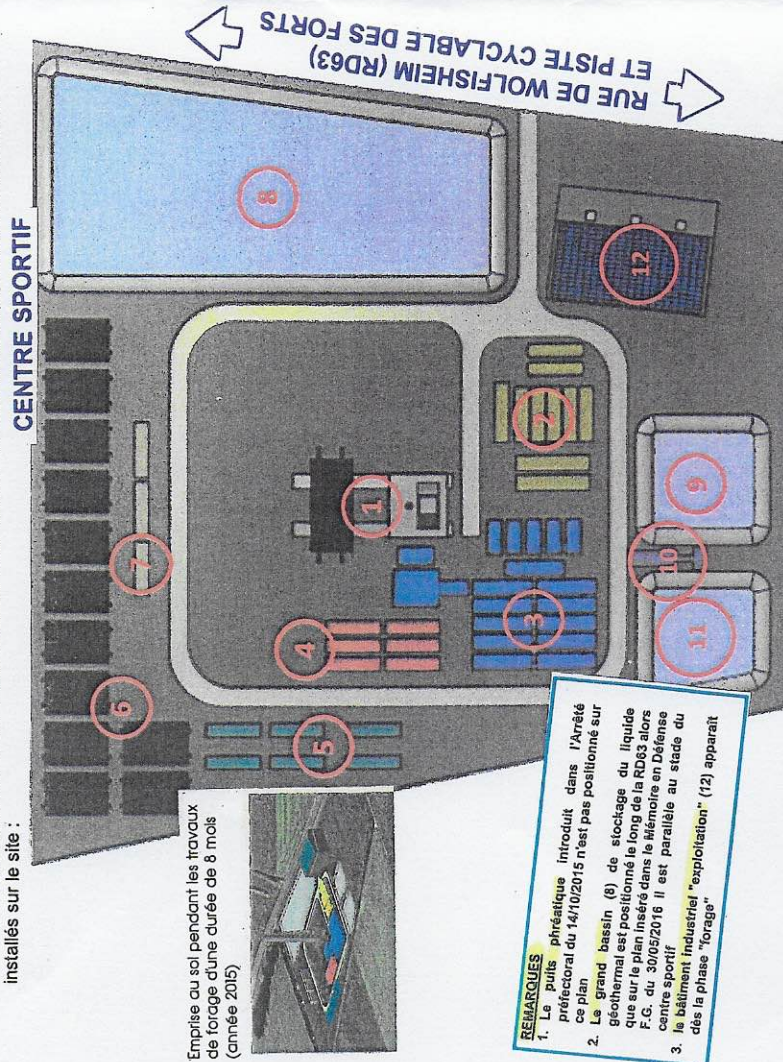 installés sur le site :
CENTRE SPORTIF
RUE DE WOLFISHEIM (RD63)
ET PISTE CYCLABLE DES FORTS
Emprise au sol pendant les travaux
de forage d'une durée de 8 mois
(année 2015)
1
2
3
4
5
6
7
8
9
10
11
12
REMARQUES
1. Le puits phréatique introduit dans l'Arrêté
préfectoral du 14/10/2015 n'est pas positionné sur
ce plan
2. Le grand bassin (8) de stockage du liquide
géothermal est positionné le long de la RD63 alors
que sur le plan inséré dans le Mémoire en Défense
F.G. du 30/05/2016 il est parallèle au stade du
centre sportif
3. le bâtiment industriel "exploitation" (12) apparaît
dès la phase "forage"